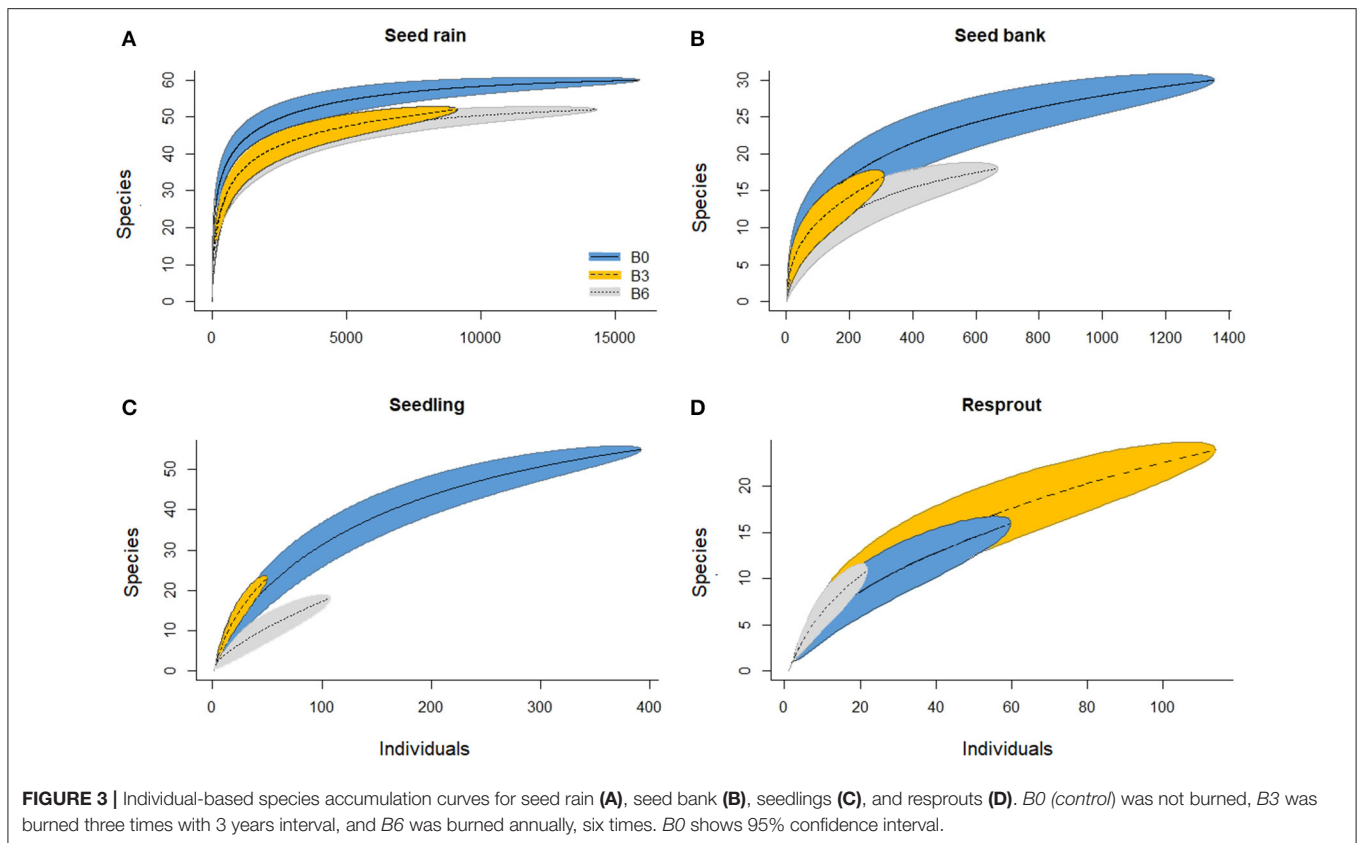 A
Seed rain
Species
60
50
40
30
20
10
0
0 5000 10000 15000
B0
B3
B6
B
Seed bank
Species
30
25
20
15
10
5
0
0 200 400 600 800 1000 1200 1400
C
Seedling
Species
50
40
30
20
10
0
0 100 200 300 400
Individuals
D
Resprout
Species
20
15
10
5
0
0 20 40 60 80 100
Individuals
FIGURE 3 | Individual-based species accumulation curves for seed rain (A), seed bank (B), seedlings (C), and resprouts (D). B0 (control) was not burned, B3 was
burned three times with 3 years interval, and B6 was burned annually, six times. B0 shows 95% confidence interval.